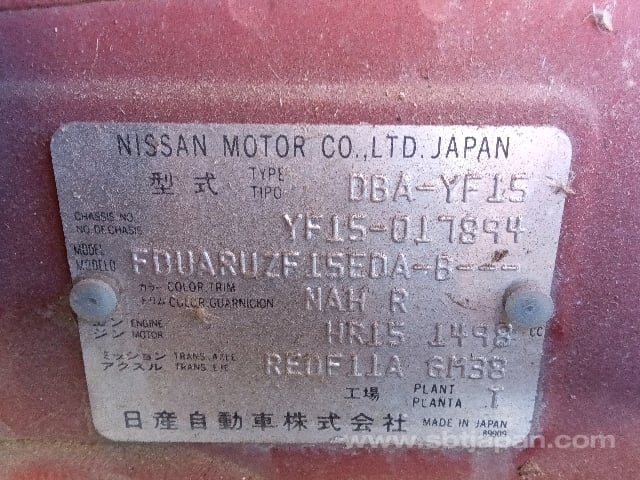 NISSAN MOTOR CO.,LTD. JAPAN
型式 TYPE TIPO DBA-YF15
CHASSIS NO. NO.DE CHASIS YF15-017894
MODEL MODELO FDUARUZF15EDA-B---
カラー トリム COLOR,TRIM COLOR,GUARNICION NAH R
エンジン ENGINE MOTOR HR15 1498 CC
ミッション アクスル TRANS.,AXLE TRANS.,EJE RE0F11A GM38
工場 PLANT PLANTA T
日産自動車株式会社 MADE IN JAPAN
89909
www.sbtjapan.com